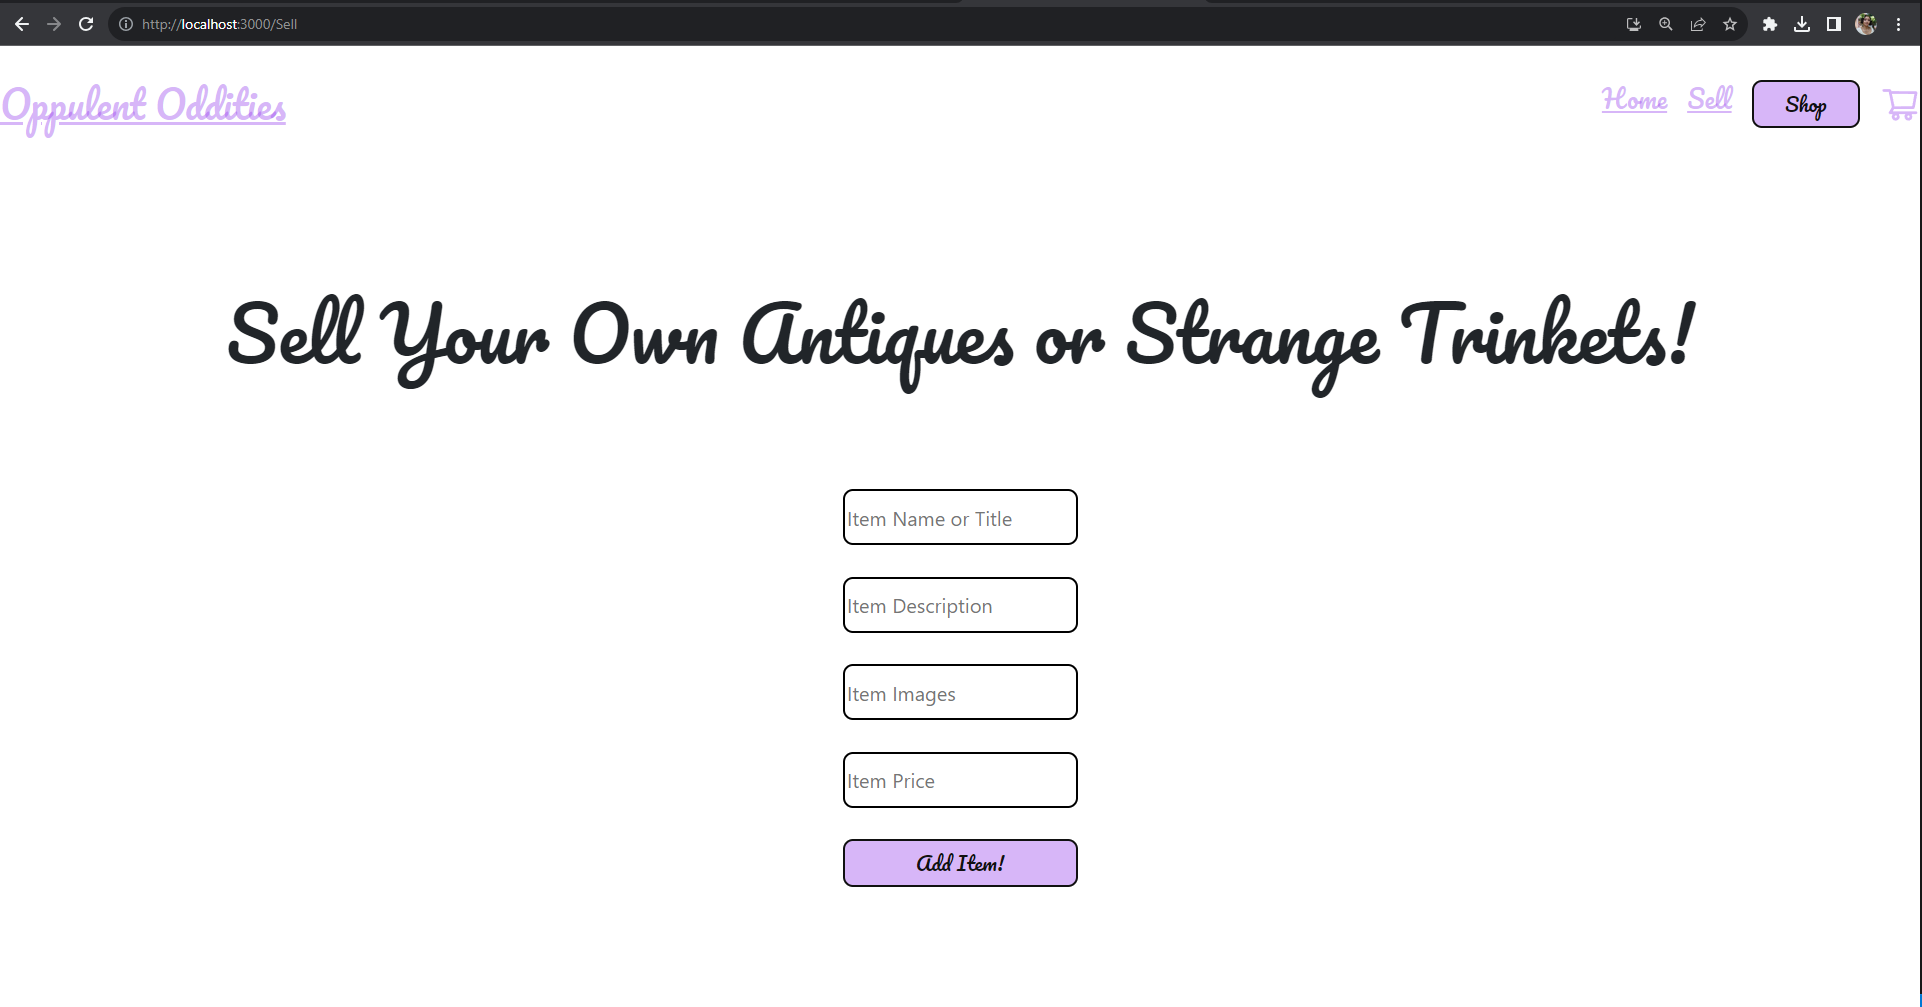 http://localhost:3000/Sell
Oppulent Oddities
Home Sell Shop
Sell Your Own Antiques or Strange Trinkets!
Item Name or Title
Item Description
Item Images
Item Price
Add Item!